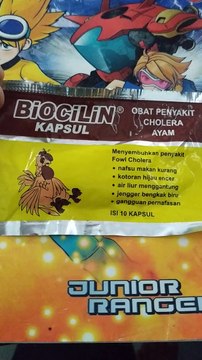 BiOCiLiN®
KAPSUL
OBAT PENYAKIT
CHOLERA
AYAM
Menyembuhkan penyakit
Fowl Cholera
• nafsu makan kurang
• kotoran hijau encer
• air liur menggantung
• jengger bengkak biru
• gangguan pernafasan
ISI 10 KAPSUL
JUNIOR
RANGE